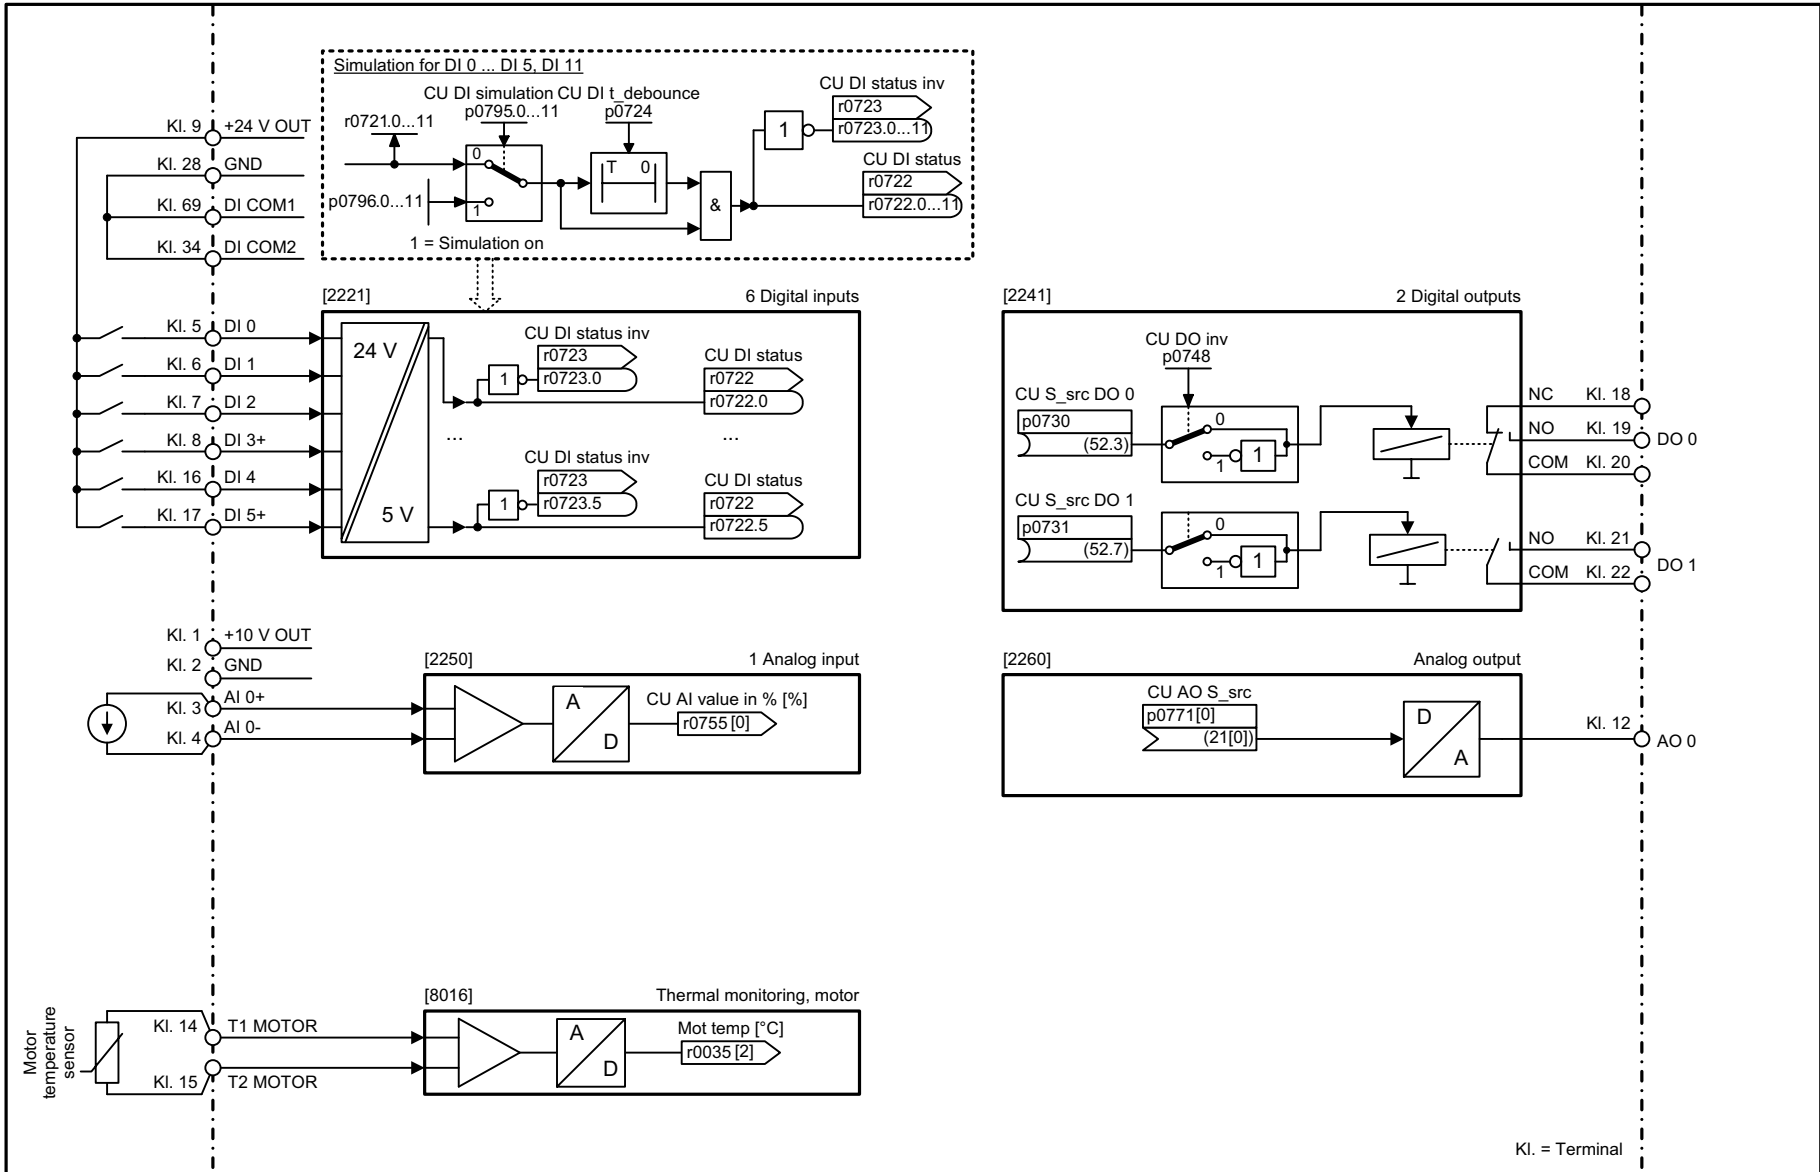 Simulation for DI 0 ... DI 5, DI 11
CU DI simulation
p0795.0...11
CU DI t_debounce
p0724
r0721.0...11
p0796.0...11
0
1
1 = Simulation on
T 0
&
1
CU DI status inv
r0723
r0723.0...11
CU DI status
r0722
r0722.0...11
Kl. 9 +24 V OUT
Kl. 28 GND
Kl. 69 DI COM1
Kl. 34 DI COM2
[2221] 6 Digital inputs
Kl. 5 DI 0
Kl. 6 DI 1
Kl. 7 DI 2
Kl. 8 DI 3+
Kl. 16 DI 4
Kl. 17 DI 5+
24 V
5 V
CU DI status inv
r0723
r0723.0
1
CU DI status
r0722
r0722.0
... ...
CU DI status inv
r0723
r0723.5
1
CU DI status
r0722
r0722.5
[2241] 2 Digital outputs
CU DO inv
p0748
CU S_src DO 0
p0730
(52.3)
0
1
1
NC Kl. 18
NO Kl. 19
COM Kl. 20
DO 0
CU S_src DO 1
p0731
(52.7)
0
1
1
NO Kl. 21
COM Kl. 22
DO 1
Kl. 1 +10 V OUT
Kl. 2 GND
Kl. 3 AI 0+
Kl. 4 AI 0-
[2250] 1 Analog input
A
D
CU AI value in % [%]
r0755 [0]
[2260] Analog output
CU AO S_src
p0771[0]
(21[0])
D
A
Kl. 12
AO 0
Motor
temperature
sensor
Kl. 14 T1 MOTOR
Kl. 15 T2 MOTOR
[8016] Thermal monitoring, motor
A
D
Mot temp [°C]
r0035 [2]
Kl. = Terminal